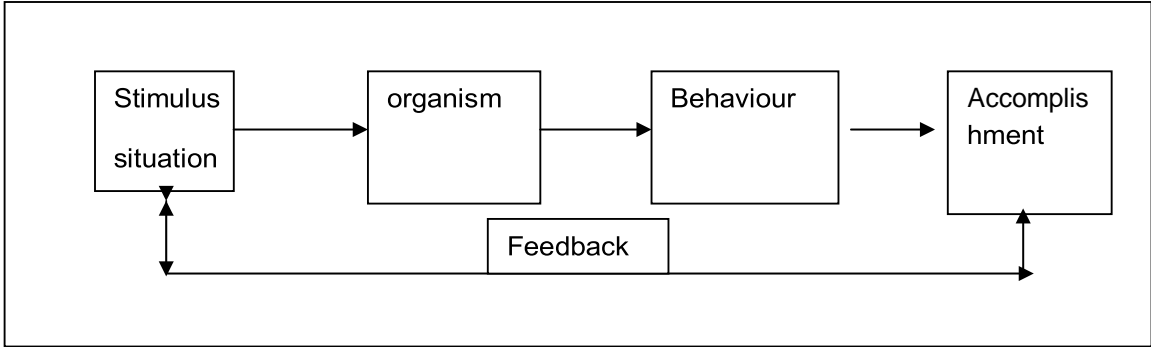 Stimulus
situation
organism
Behaviour
Accomplis
hment
Feedback